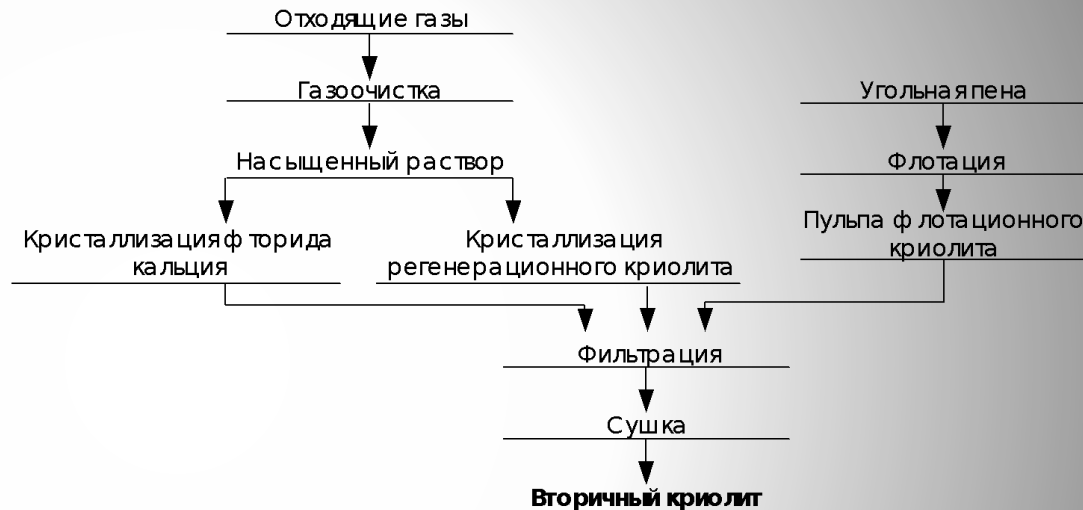 Отходящие газы
Газоочистка
Угольная пена
Насыщенный раствор
Флотация
Кристаллизация фторида
кальция
Кристаллизация
регенерационного криолита
Пульпа флотационного
криолита
Фильтрация
Сушка
Вторичный криолит